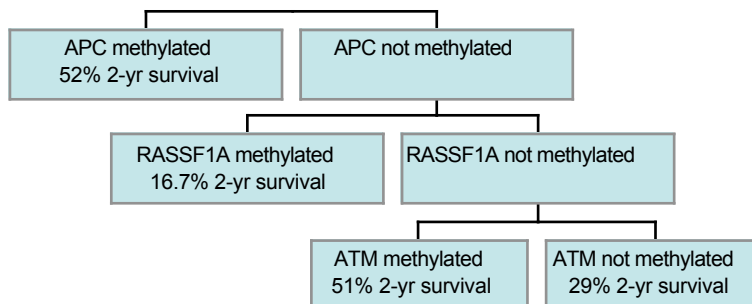 APC methylated
52% 2-yr survival
APC not methylated
RASSF1A methylated
16.7% 2-yr survival
RASSF1A not methylated
ATM methylated
51% 2-yr survival
ATM not methylated
29% 2-yr survival